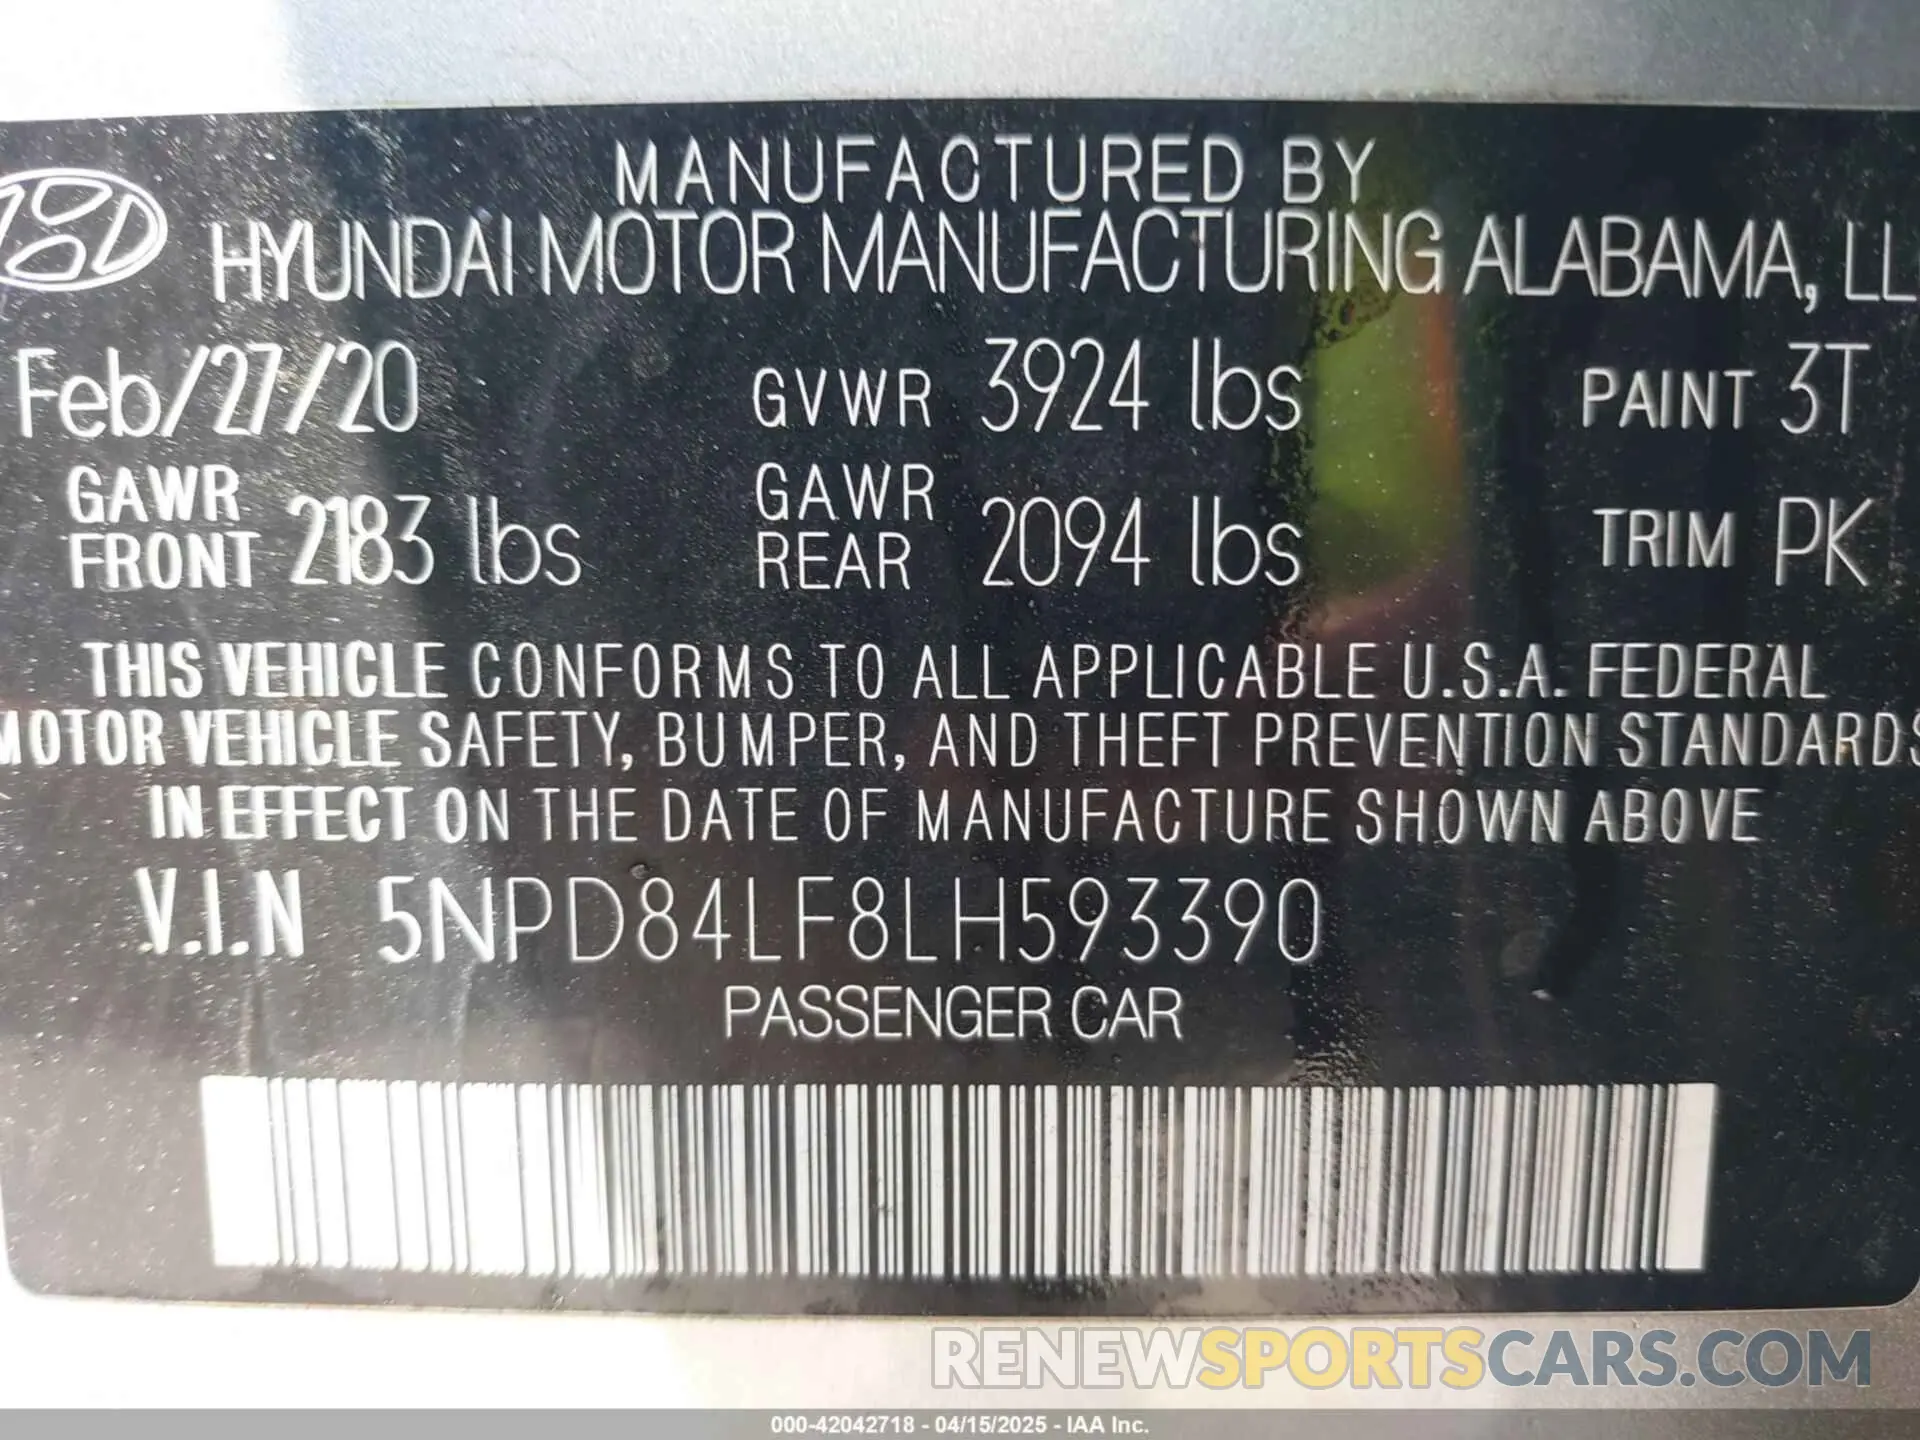 MANUFACTURED BY
HYUNDAI MOTOR MANUFACTURING ALABAMA, LL
Feb/27/20 GVWR 3924 lbs PAINT 3T
GAWR FRONT 2183 lbs GAWR REAR 2094 lbs TRIM PK
THIS VEHICLE CONFORMS TO ALL APPLICABLE U.S.A. FEDERAL
MOTOR VEHICLE SAFETY, BUMPER, AND THEFT PREVENTION STANDARDS
IN EFFECT ON THE DATE OF MANUFACTURE SHOWN ABOVE
V.I.N 5NPD84LF8LH593390
PASSENGER CAR
RENEWSPORTSCARS.COM
000-42042718 - 04/15/2025 - IAA Inc.